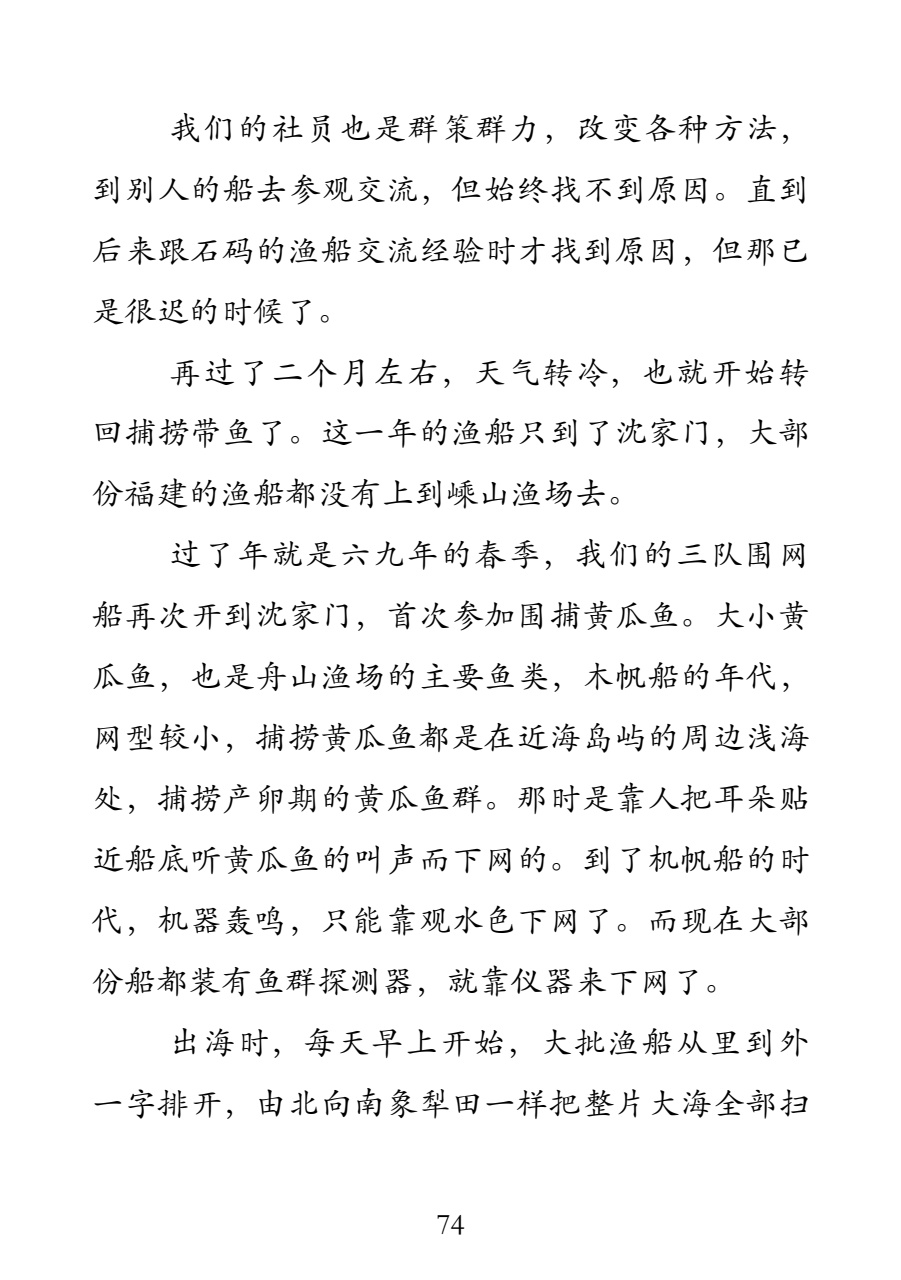 我们的社员也是群策群力，改变各种方法，
到别人的船去参观交流，但始终找不到原因。直到
后来跟石码的渔船交流经验时才找到原因，但那已
是很迟的时候了。
再过了二个月左右，天气转冷，也就开始转
回捕捞带鱼了。这一年的渔船只到了沈家门，大部
份福建的渔船都没有上到嵊山渔场去。
过了年就是六九年的春季，我们的三队围网
船再次开到沈家门，首次参加围捕黄瓜鱼。大小黄
瓜鱼，也是舟山渔场的主要鱼类，木帆船的年代，
网型较小，捕捞黄瓜鱼都是在近海岛屿的周边浅海
处，捕捞产卵期的黄瓜鱼群。那时是靠人把耳朵贴
近船底听黄瓜鱼的叫声而下网的。到了机帆船的时
代，机器轰鸣，只能靠观水色下网了。而现在大部
份船都装有鱼群探测器，就靠仪器来下网了。
出海时，每天早上开始，大批渔船从里到外
一字排开，由北向南象犁田一样把整片大海全部扫
74